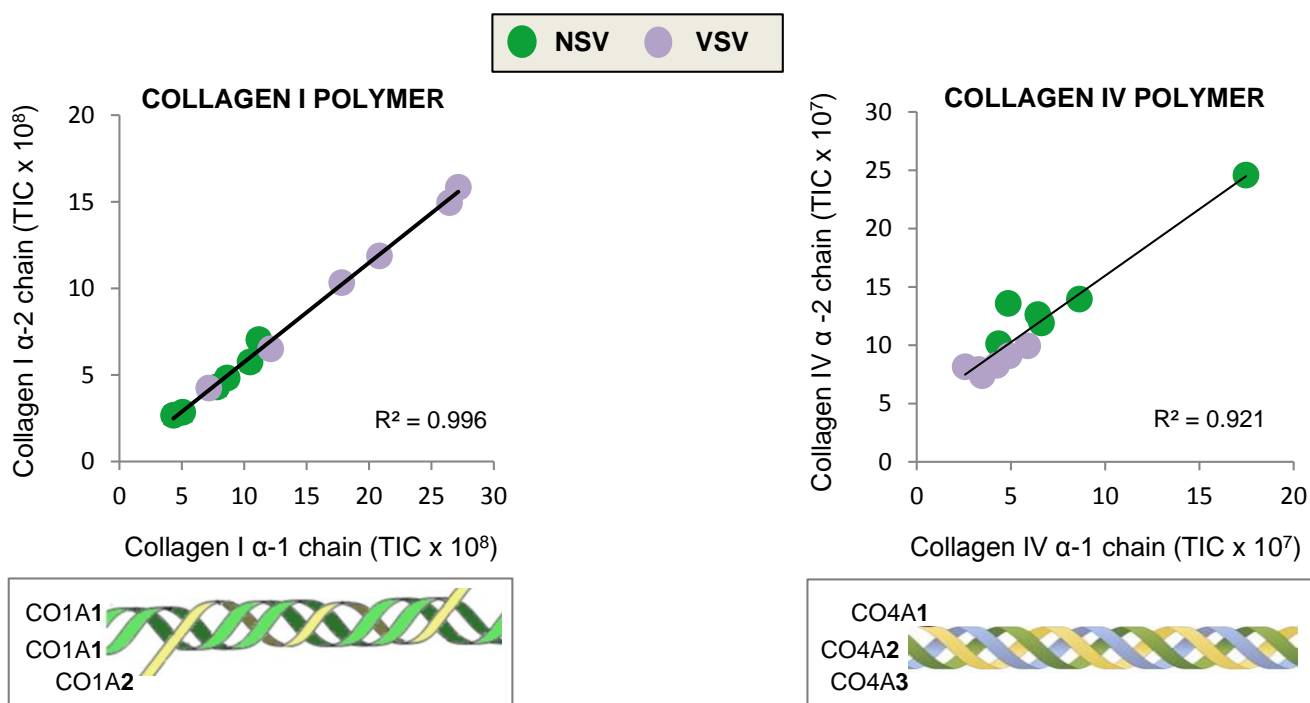 NSV VSV
COLLAGEN I POLYMER
Collagen I α-2 chain (TIC x 10⁸)
20
15
10
5
0
R² = 0.996
0 5 10 15 20 25 30
Collagen I α-1 chain (TIC x 10⁸)
CO1A1
CO1A1
CO1A2
COLLAGEN IV POLYMER
Collagen IV α -2 chain (TIC x 10⁷)
30
25
20
15
10
5
0
R² = 0.921
0 5 10 15 20
Collagen IV α-1 chain (TIC x 10⁷)
CO4A1
CO4A2
CO4A3